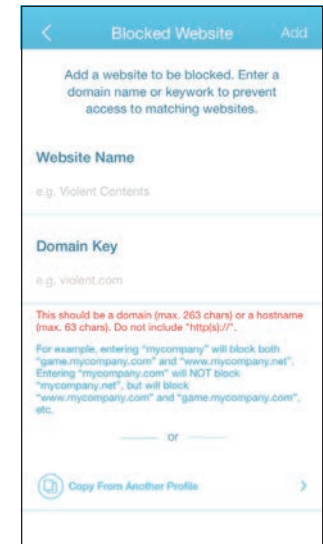 Blocked Website Add
Add a website to be blocked. Enter a
domain name or keywork to prevent
access to matching websites.
Website Name
e.g. Violent Contents
Domain Key
e.g. violent.com
This should be a domain (max. 263 chars) or a hostname
(max. 63 chars). Do not include "http(s)://".
For example, entering "mycompany" will block both
"game.mycompany.com" and "www.mycompany.net".
Entering "mycompany.com" will NOT block
"mycompany.net", but will block
"www.mycompany.com" and "game.mycompany.com",
etc.
or
Copy From Another Profile